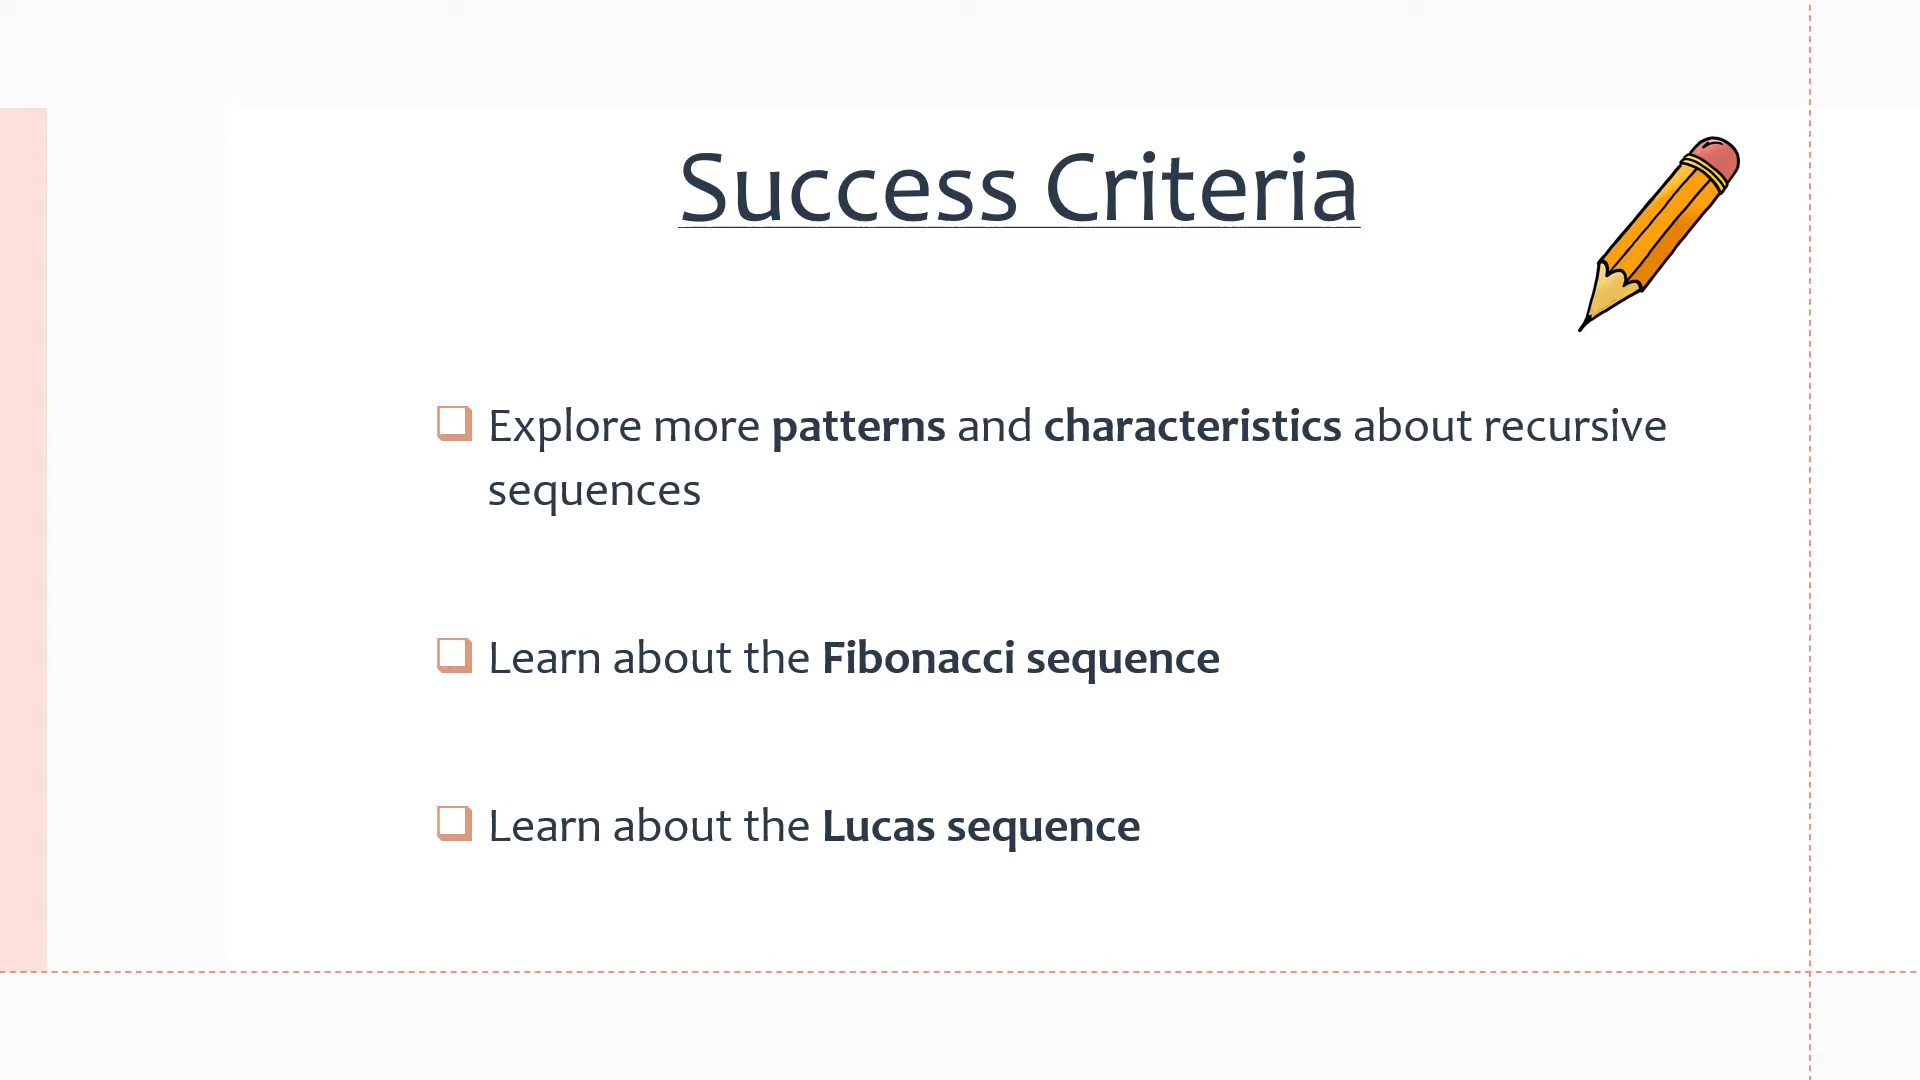 Success Criteria
Explore more patterns and characteristics about recursive
sequences
Learn about the Fibonacci sequence
Learn about the Lucas sequence